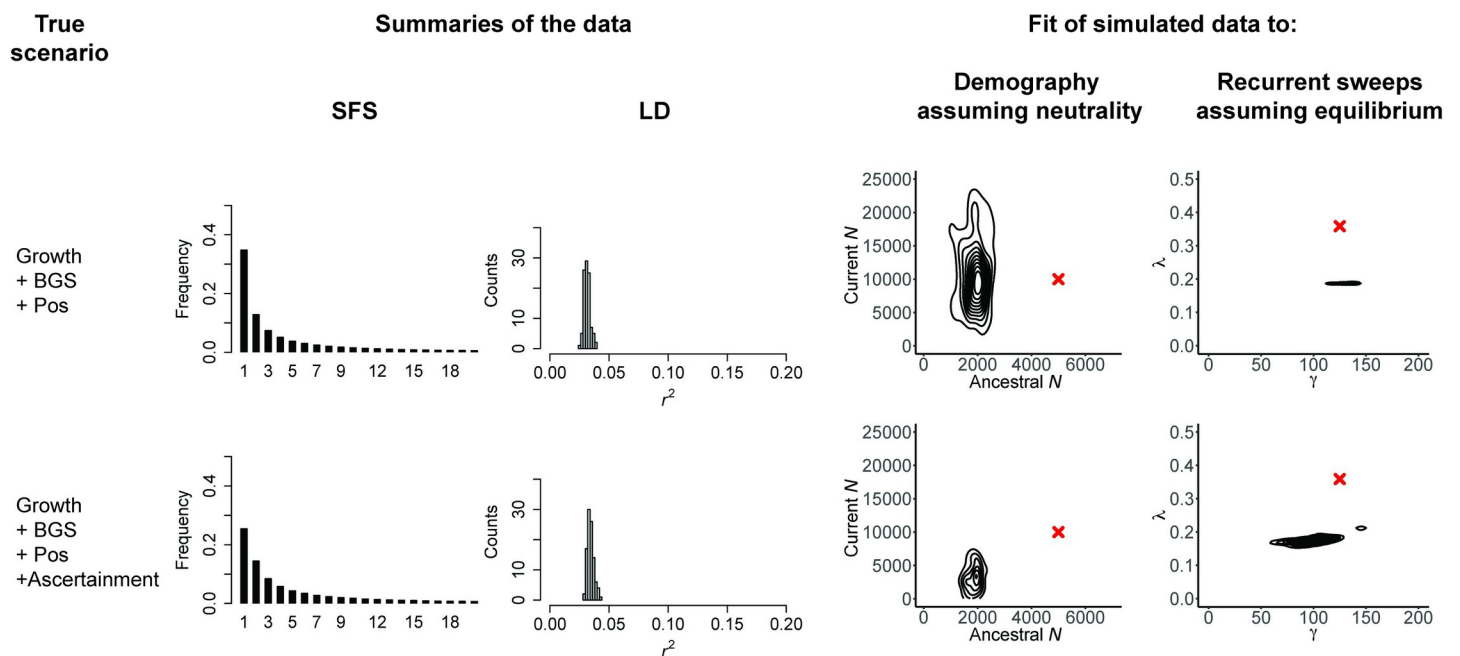 True
scenario
Summaries of the data
Fit of simulated data to:
SFS
LD
Demography
assuming neutrality
Recurrent sweeps
assuming equilibrium
Growth
+ BGS
+ Pos
Frequency
0.4
0.2
0.0
1 3 5 7 9 12 15 18
Counts
30
10
0
0.00 0.05 0.10 0.15 0.20
r²
Current N
25000
20000
15000
10000
5000
0
0 2000 4000 6000
Ancestral N
λ
0.5
0.4
0.3
0.2
0.1
0.0
0 50 100 150 200
γ
Growth
+ BGS
+ Pos
+Ascertainment
Frequency
0.4
0.2
0.0
1 3 5 7 9 12 15 18
Counts
30
10
0
0.00 0.05 0.10 0.15 0.20
r²
Current N
25000
20000
15000
10000
5000
0
0 2000 4000 6000
Ancestral N
λ
0.5
0.4
0.3
0.2
0.1
0.0
0 50 100 150 200
γ